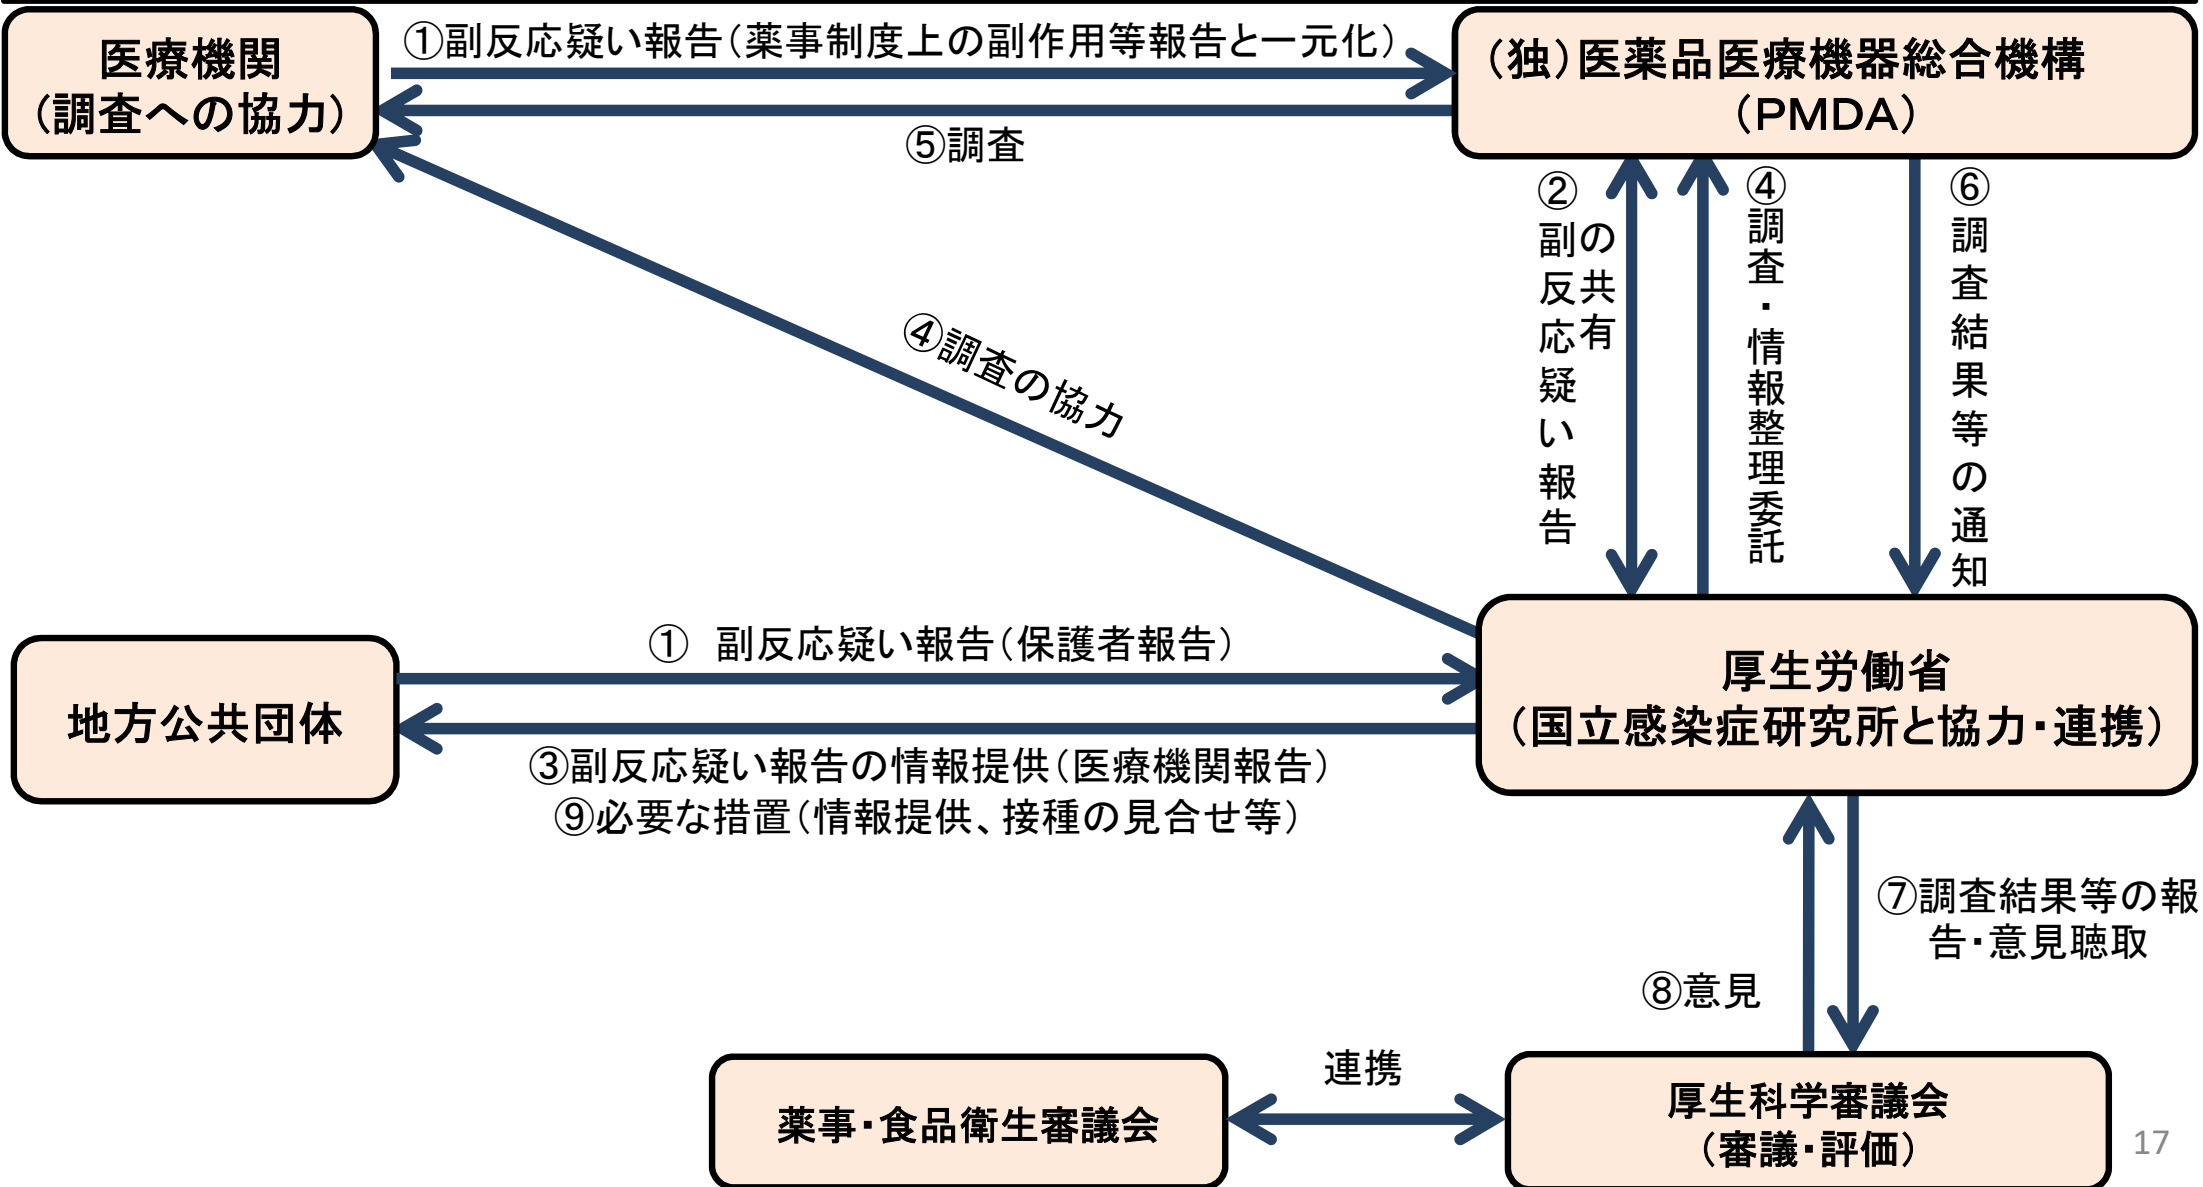 医療機関
（調査への協力）
①副反応疑い報告（薬事制度上の副作用等報告と一元化）
（独）医薬品医療機器総合機構
（PMDA）
⑤調査
②副反応疑い報告
の共有
④調査・情報整理委託
⑥調査結果等の通知
④調査の協力
地方公共団体
① 副反応疑い報告（保護者報告）
厚生労働省
（国立感染症研究所と協力・連携）
③副反応疑い報告の情報提供（医療機関報告）
⑨必要な措置（情報提供、接種の見合せ等）
⑦調査結果等の報
告・意見聴取
⑧意見
連携
薬事・食品衛生審議会
厚生科学審議会
（審議・評価）
17